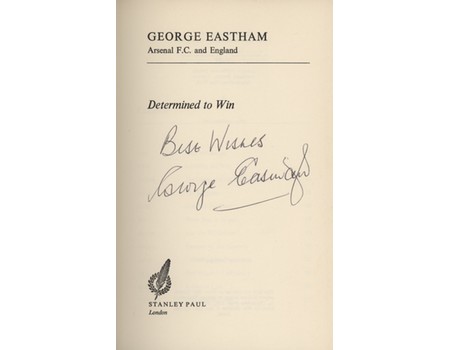 GEORGE EASTHAM
Arsenal F.C. and England
Determined to Win
Best Wishes
George Eastham
STANLEY PAUL
London